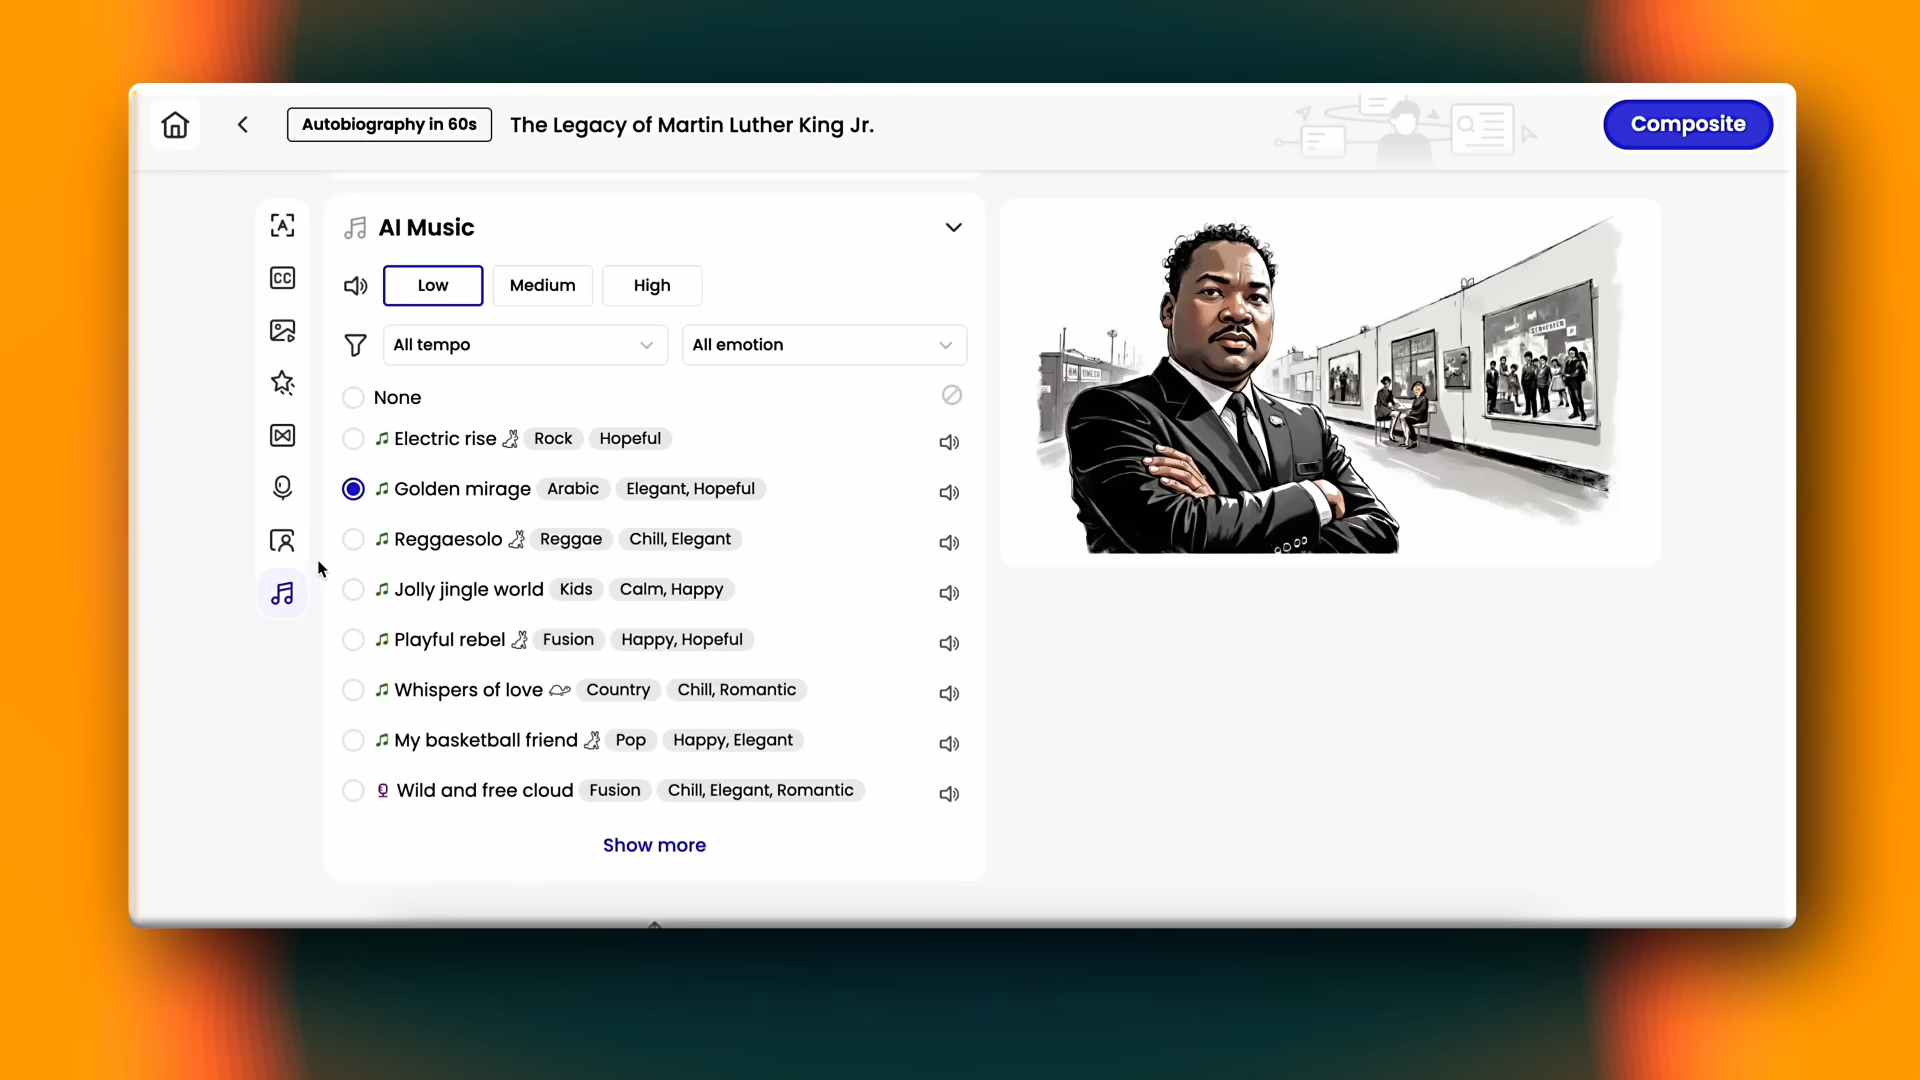 Autobiography in 60s The Legacy of Martin Luther King Jr. Composite
AI Music
Low Medium High
All tempo All emotion
None
Electric rise Rock Hopeful
Golden mirage Arabic Elegant, Hopeful
Reggaesolo Reggae Chill, Elegant
Jolly jingle world Kids Calm, Happy
Playful rebel Fusion Happy, Hopeful
Whispers of love Country Chill, Romantic
My basketball friend Pop Happy, Elegant
Wild and free cloud Fusion Chill, Elegant, Romantic
Show more
A
CC